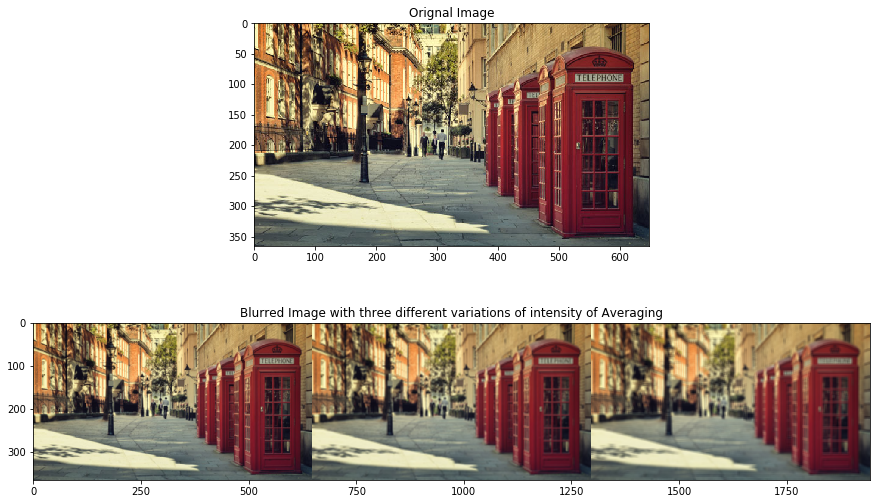 Orignal Image
0
50
100
150
200
250
300
350
TELEPHONE
0 100 200 300 400 500 600
Blurred Image with three different variations of intensity of Averaging
0
100
200
300
TELEPHONE TELEPHONE TELEPHONE
0 250 500 750 1000 1250 1500 1750